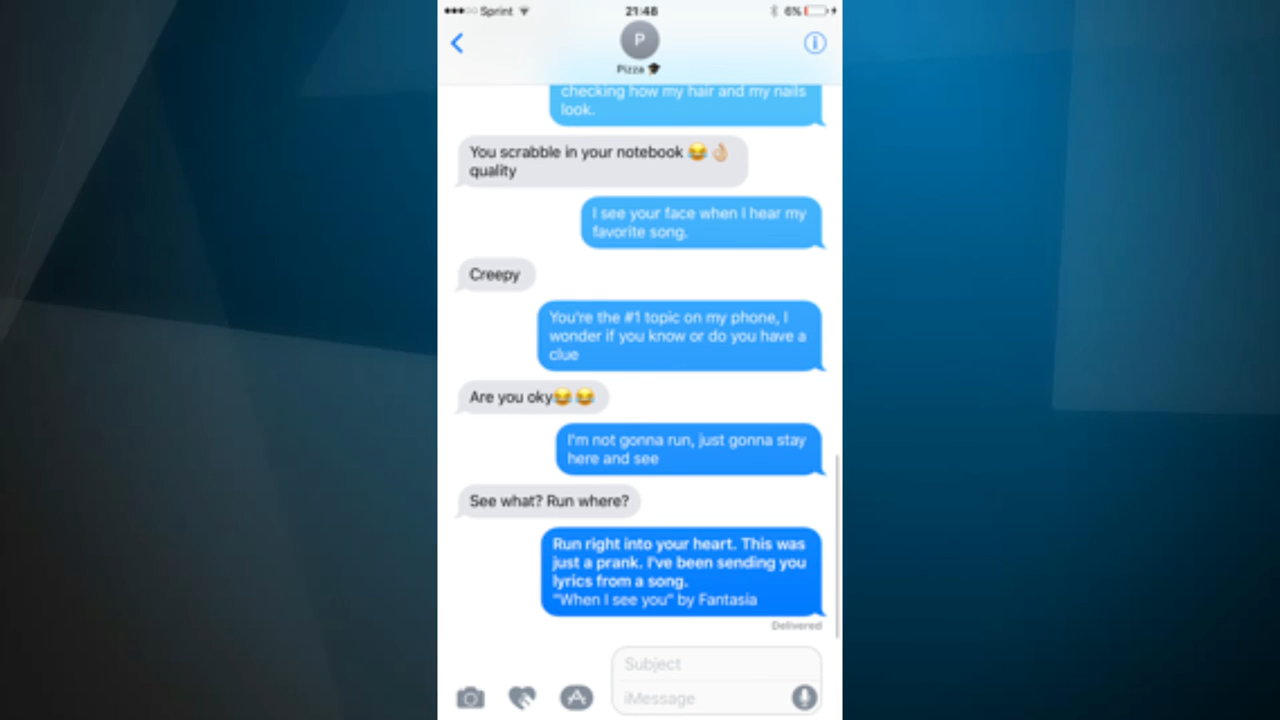 Sprint 21:48 6%
P
Pizza 🎓
checking how my hair and my nails
look.
You scrabble in your notebook 😂👌🏼
quality
I see your face when I hear my
favorite song.
Creepy
You're the #1 topic on my phone, I
wonder if you know or do you have a
clue
Are you oky😂😂
I'm not gonna run, just gonna stay
here and see
See what? Run where?
Run right into your heart. This was
just a prank. I've been sending you
lyrics from a song.
"When I see you" by Fantasia
Delivered
Subject
iMessage